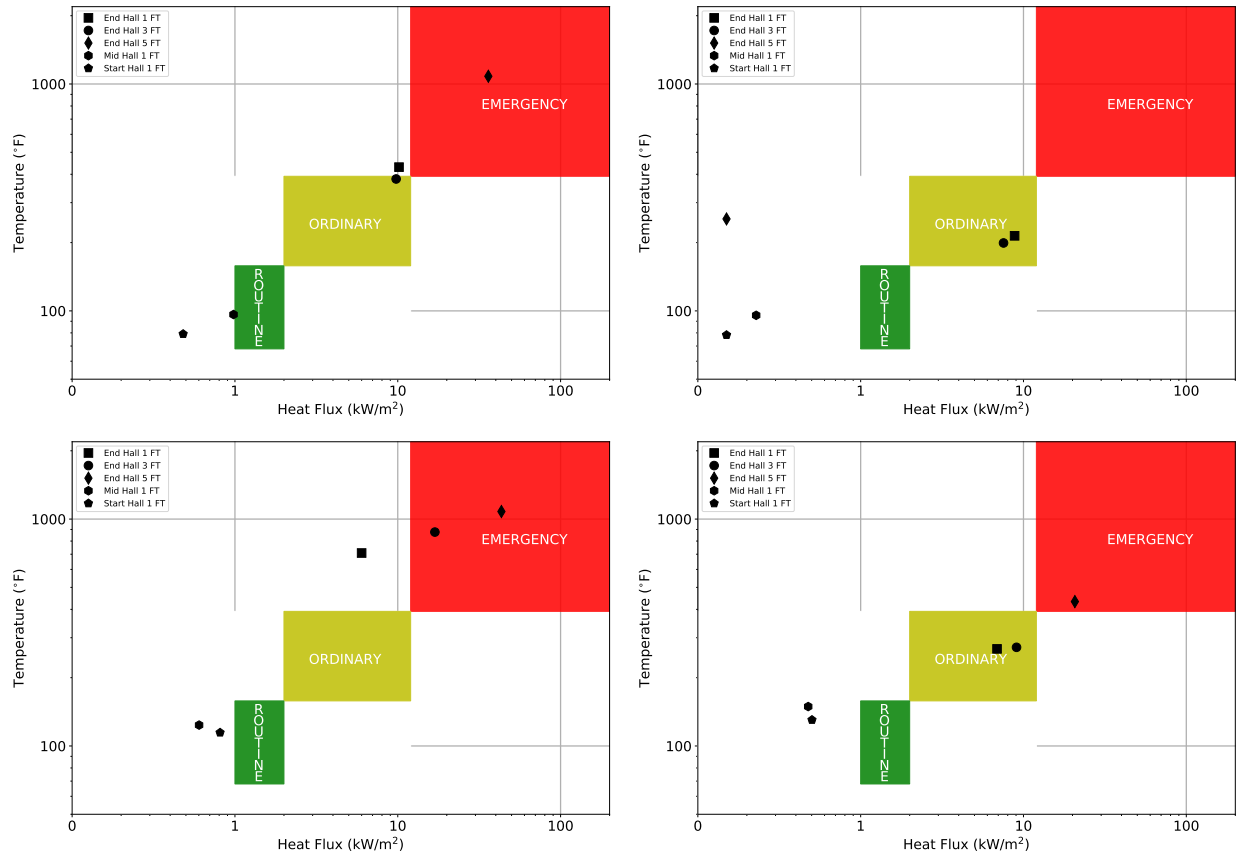 End Hall 1 FT
End Hall 3 FT
End Hall 5 FT
Mid Hall 1 FT
Start Hall 1 FT
1000
100
Temperature (°F)
EMERGENCY
ORDINARY
ROUTINE
0
1
10
100
Heat Flux (kW/m²)
End Hall 1 FT
End Hall 3 FT
End Hall 5 FT
Mid Hall 1 FT
Start Hall 1 FT
1000
100
Temperature (°F)
EMERGENCY
ORDINARY
ROUTINE
0
1
10
100
Heat Flux (kW/m²)
End Hall 1 FT
End Hall 3 FT
End Hall 5 FT
Mid Hall 1 FT
Start Hall 1 FT
1000
100
Temperature (°F)
EMERGENCY
ORDINARY
ROUTINE
0
1
10
100
Heat Flux (kW/m²)
End Hall 1 FT
End Hall 3 FT
End Hall 5 FT
Mid Hall 1 FT
Start Hall 1 FT
1000
100
Temperature (°F)
EMERGENCY
ORDINARY
ROUTINE
0
1
10
100
Heat Flux (kW/m²)